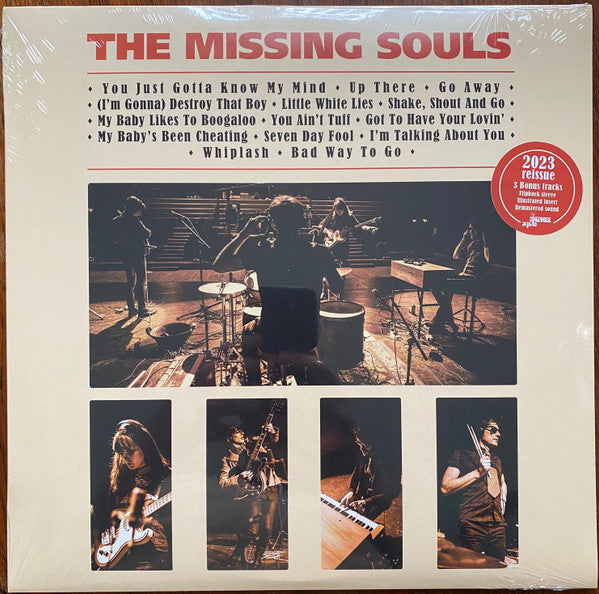 THE MISSING SOULS
• You Just Gotta Know My Mind • Up There • Go Away •
• (I'm Gonna) Destroy That Boy • Little White Lies • Shake, Shout And Go •
• My Baby Likes To Boogaloo • You Ain't Tuff • Got To Have Your Lovin' •
• My Baby's Been Cheating • Seven Day Fool • I'm Talking About You •
• Whiplash • Bad Way To Go •
2023
reissue
3 Bonus tracks
Flipback sleeve
Illustrated insert
Remastered sound